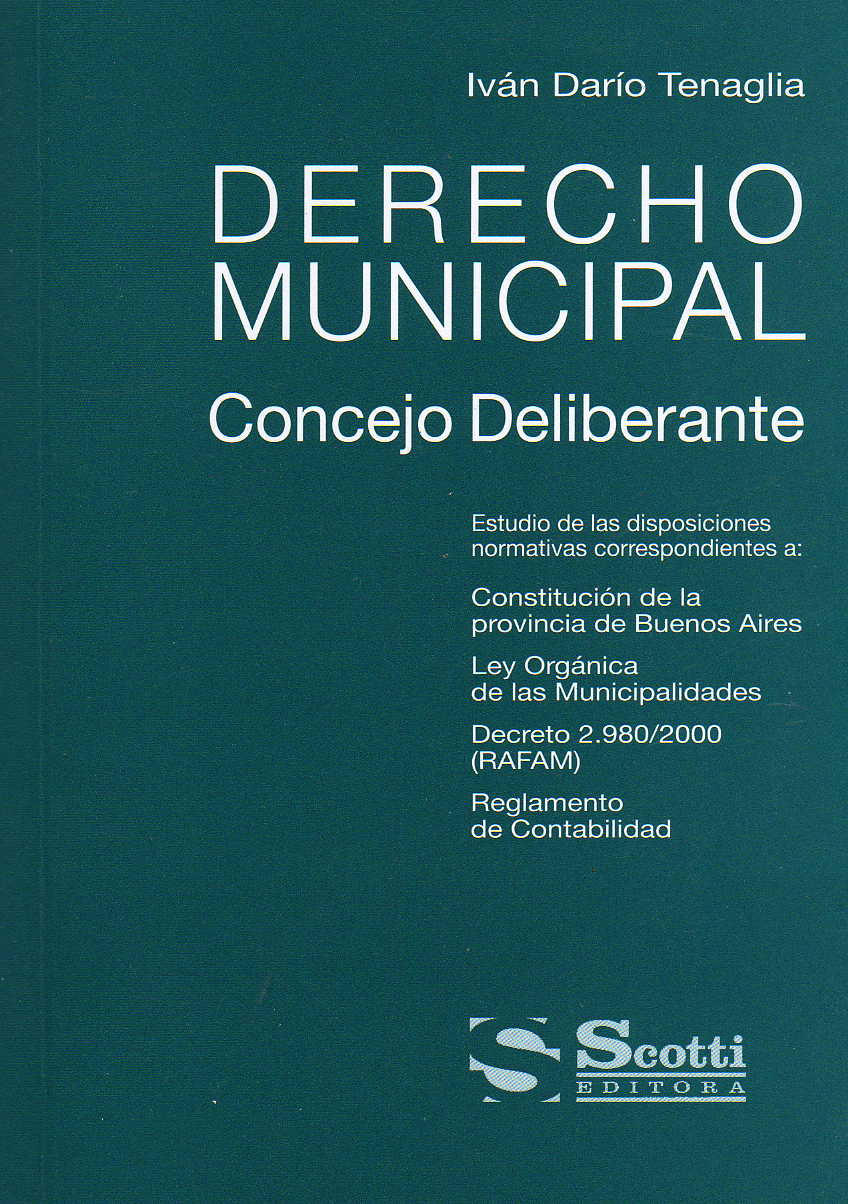 Iván Darío Tenaglia
DERECHO
MUNICIPAL
Concejo Deliberante
Estudio de las disposiciones
normativas correspondientes a:
Constitución de la
provincia de Buenos Aires
Ley Orgánica
de las Municipalidades
Decreto 2.980/2000
(RAFAM)
Reglamento
de Contabilidad
S Scotti
EDITORA